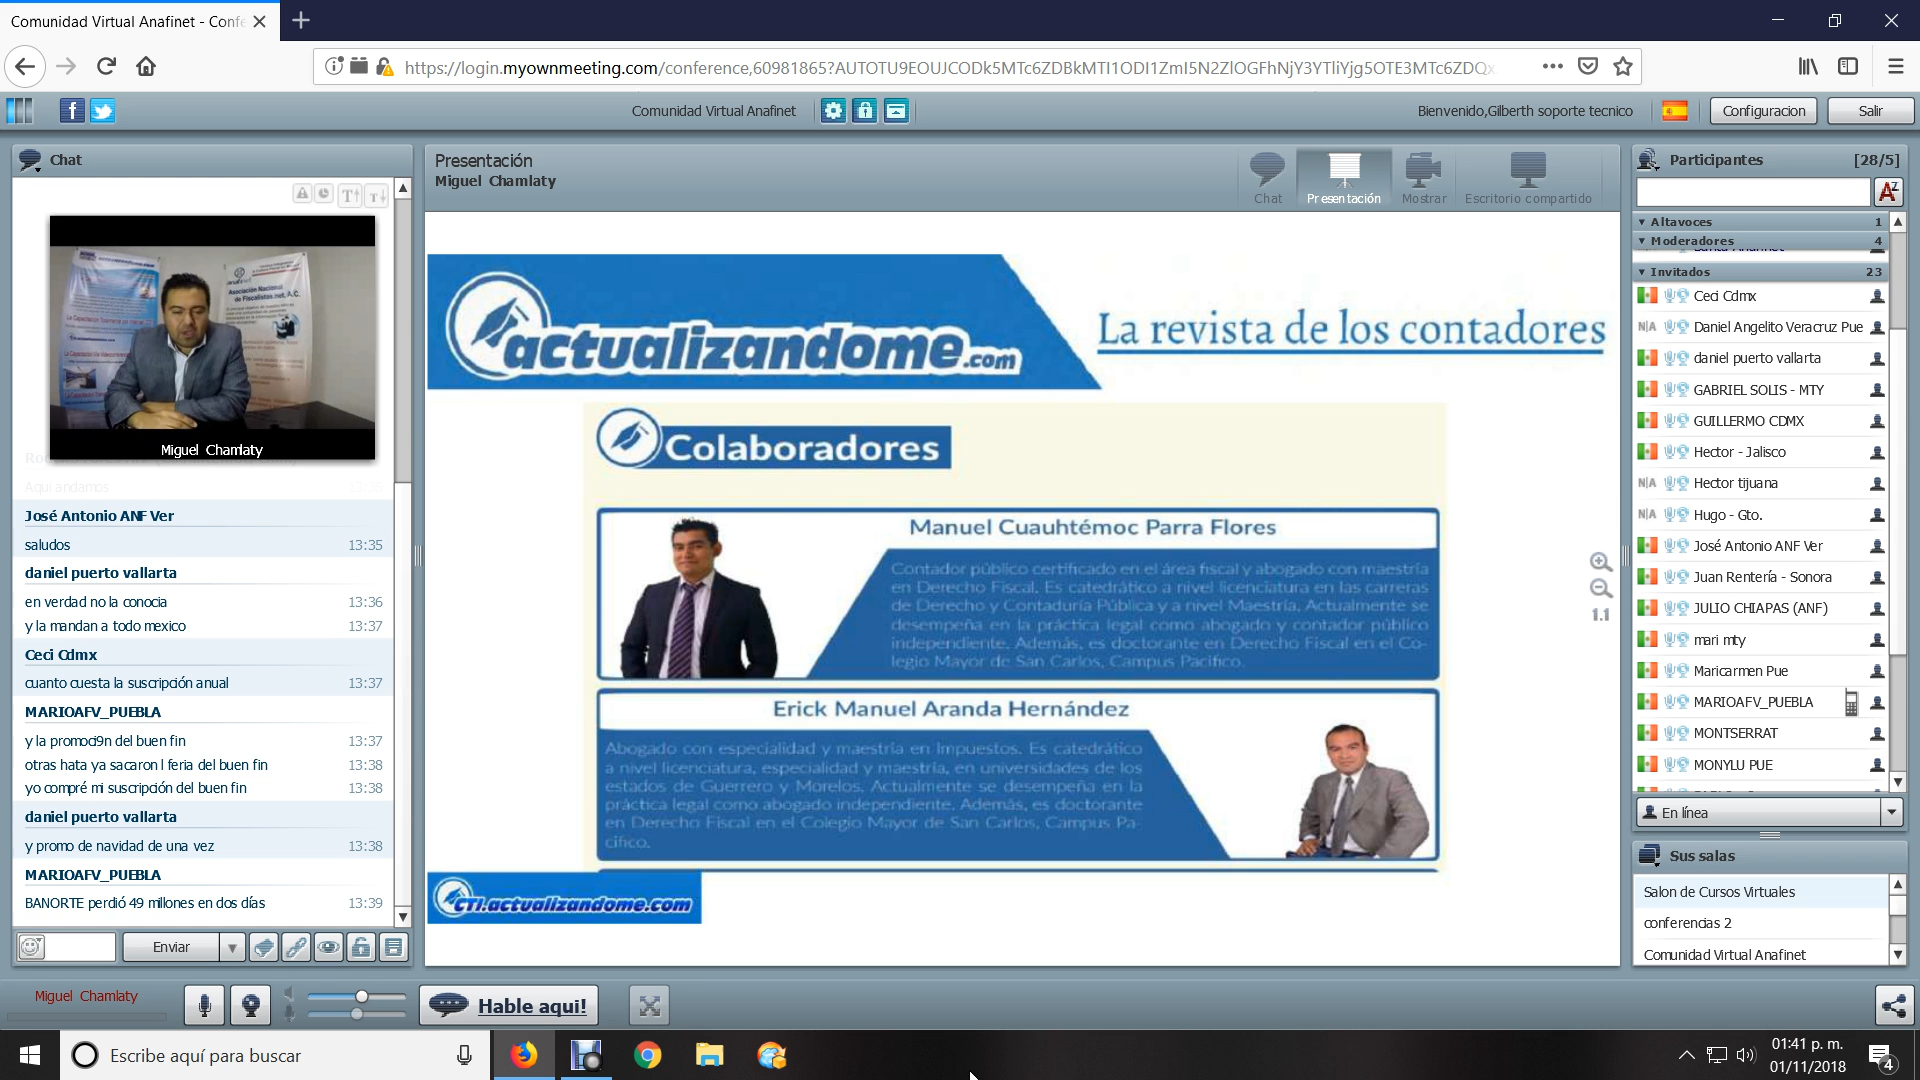 Comunidad Virtual Anafinet - Confe
https://login.myownmeeting.com/conference,60981865?AUTOTU9EOUJCODk5MTc6ZDBkMTI1ODI1ZmI5N2ZlOGFhNjY3YTliYjg5OTE3MTc6ZDQx
Comunidad Virtual Anafinet
Bienvenido,Gilberth soporte tecnico
Configuracion
Salir
Chat
Asociación Nacional
de Fiscalistas.net, A.C.
Miguel Chamlaty
Aqui andamos
José Antonio ANF Ver
saludos 13:35
daniel puerto vallarta
en verdad no la conocia 13:36
y la mandan a todo mexico 13:37
Ceci Cdmx
cuanto cuesta la suscripción anual 13:37
MARIOAFV_PUEBLA
y la promoci9n del buen fin 13:37
otras hata ya sacaron l feria del buen fin 13:38
yo compré mi suscripción del buen fin 13:38
daniel puerto vallarta
y promo de navidad de una vez 13:38
MARIOAFV_PUEBLA
BANORTE perdió 49 millones en dos días 13:39
Enviar
Presentación
Miguel Chamlaty
Chat
Presentación
Mostrar
Escritorio compartido
actualizandome.com
La revista de los contadores
Colaboradores
Manuel Cuauhtémoc Parra Flores
Contador público certificado en el área fiscal y abogado con maestría
en Derecho Fiscal. Es catedrático a nivel licenciatura en las carreras
de Derecho y Contaduría Pública y a nivel Maestría. Actualmente se
desempeña en la práctica legal como abogado y contador público
independiente. Además, es doctorante en Derecho Fiscal en el Co-
legio Mayor de San Carlos, Campus Pacífico.
Erick Manuel Aranda Hernández
Abogado con especialidad y maestría en Impuestos. Es catedrático
a nivel licenciatura, especialidad y maestría, en universidades de los
estados de Guerrero y Morelos. Actualmente se desempeña en la
práctica legal como abogado independiente. Además, es doctorante
en Derecho Fiscal en el Colegio Mayor de San Carlos, Campus Pa-
cífico.
CTI.actualizandome.com
1.1
Participantes [28/5]
Altavoces 1
Moderadores 4
Invitados 23
Ceci Cdmx
N|A Daniel Angelito Veracruz Pue
daniel puerto vallarta
GABRIEL SOLIS - MTY
GUILLERMO CDMX
Hector - Jalisco
N|A Hector tijuana
N|A Hugo - Gto.
José Antonio ANF Ver
Juan Rentería - Sonora
JULIO CHIAPAS (ANF)
mari mty
Maricarmen Pue
MARIOAFV_PUEBLA
MONTSERRAT
MONYLU PUE
En línea
Sus salas
Salon de Cursos Virtuales
conferencias 2
Comunidad Virtual Anafinet
Miguel Chamlaty
Hable aqui!
Escribe aquí para buscar
01:41 p. m.
01/11/2018
4